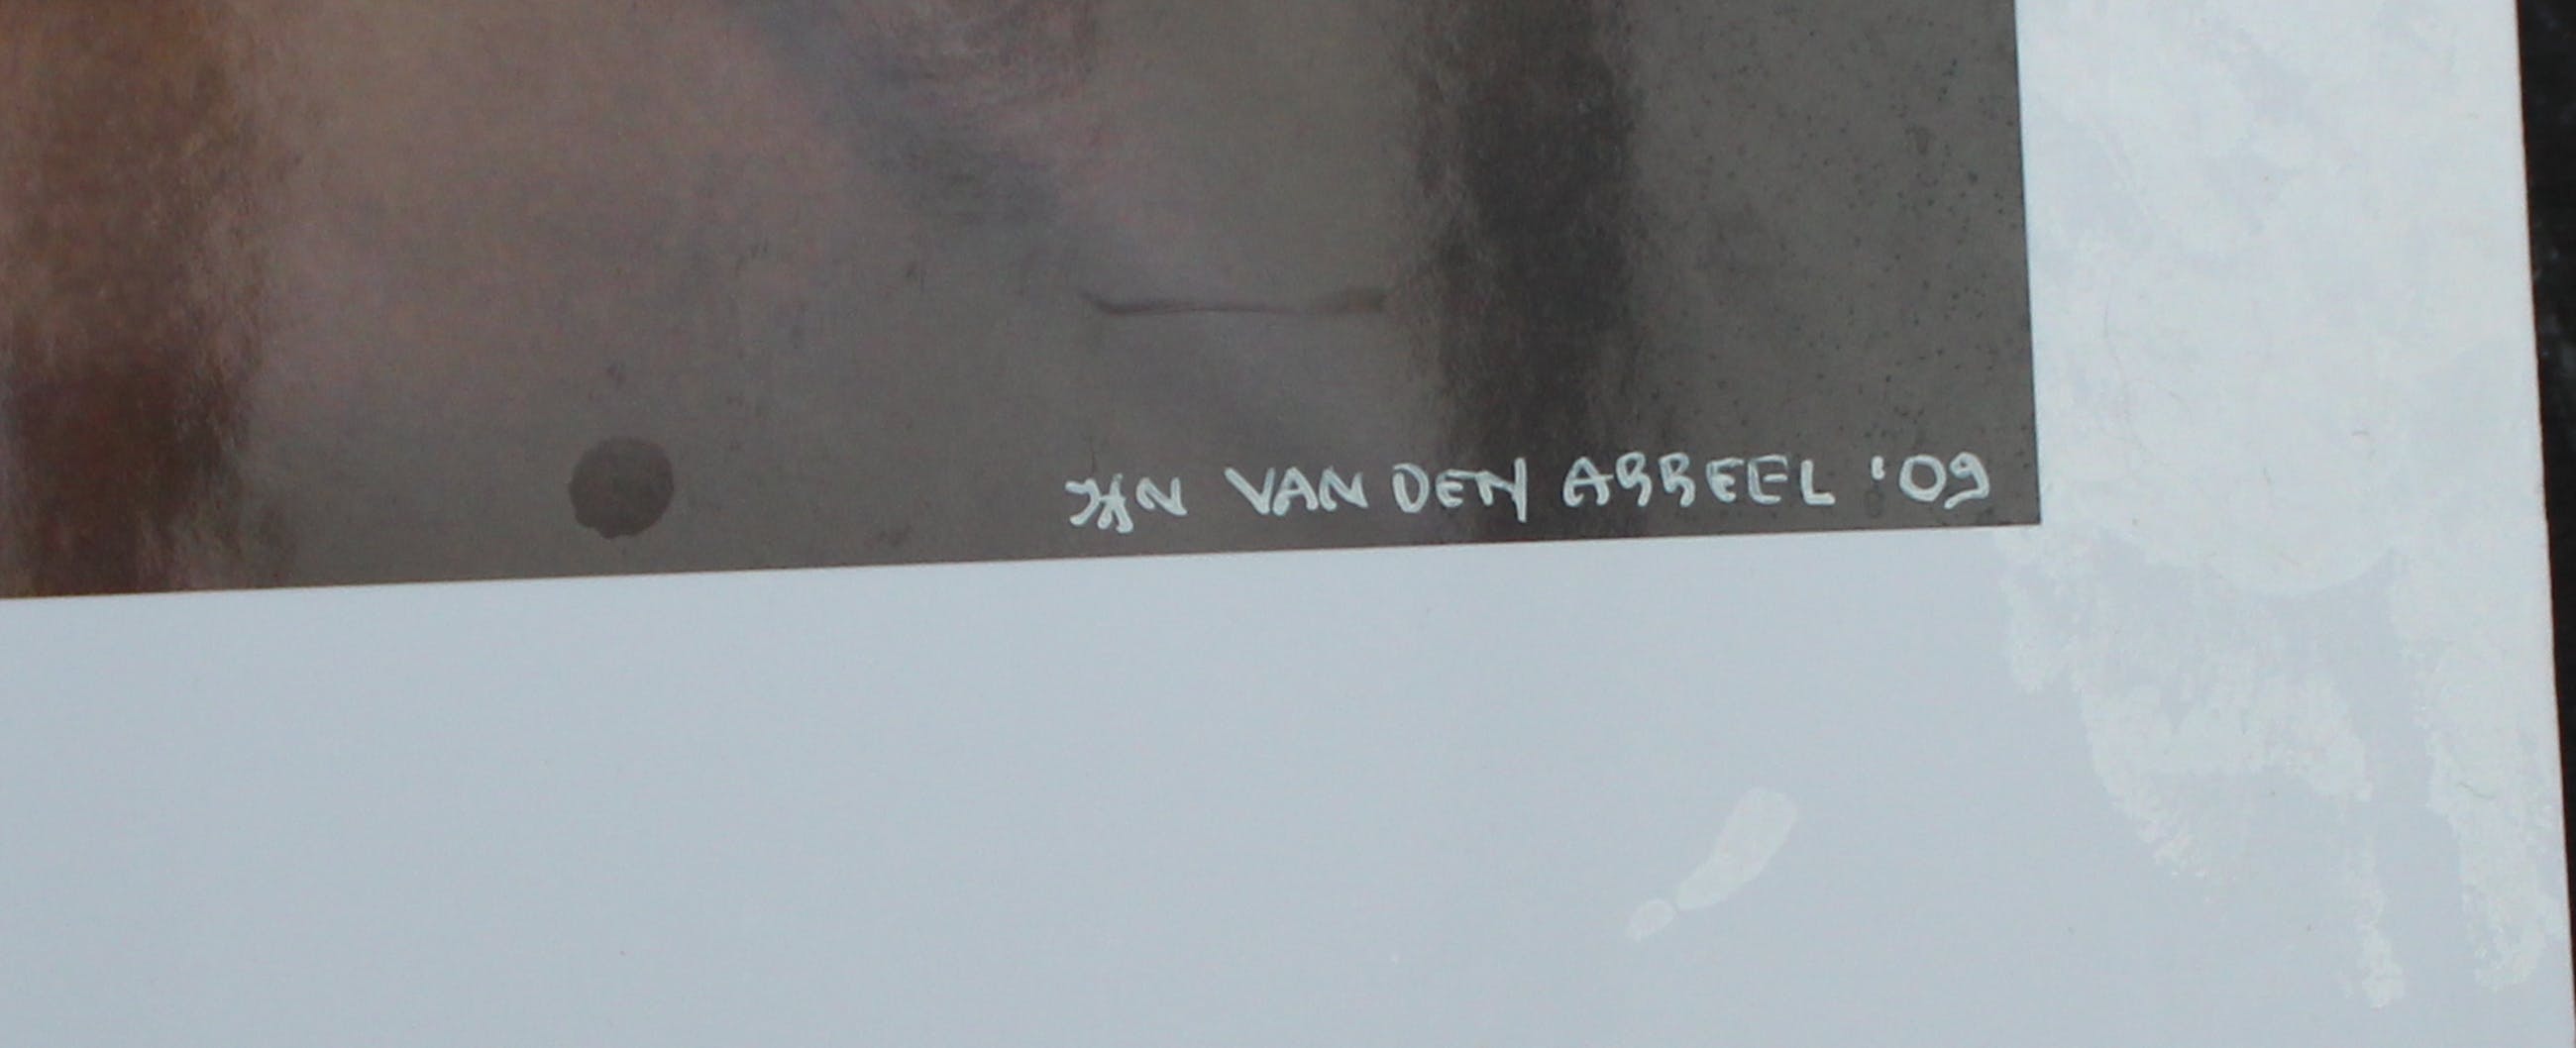 JAN VAN DEN ABBEEL '09